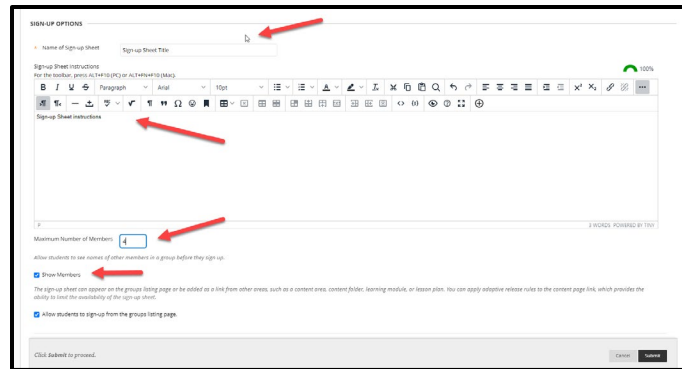 SIGN-UP OPTIONS
Name of Sign-up Sheet
Sign-up Sheet Title
Sign-up Sheet Instructions
100%
For the toolbar, press ALT+F10 (PC) or ALT+FN+F10 (Mac).
B I U S Paragraph Arial 10pt
Sign-up Sheet Instructions
P
3 WORDS POWERED BY TINY
Maximum Number of Members
4
Allow students to see names of other members in a group before they sign up.
Show Members
The sign-up sheet can appear on the groups listing page or be added as a link from other areas, such as a content area, content folder, learning module, or lesson plan. You can apply adaptive release rules to the content page link, which provides the
ability to limit the availability of the sign-up sheet.
Allow students to sign-up from the groups listing page.
Click Submit to proceed.
Cancel Submit